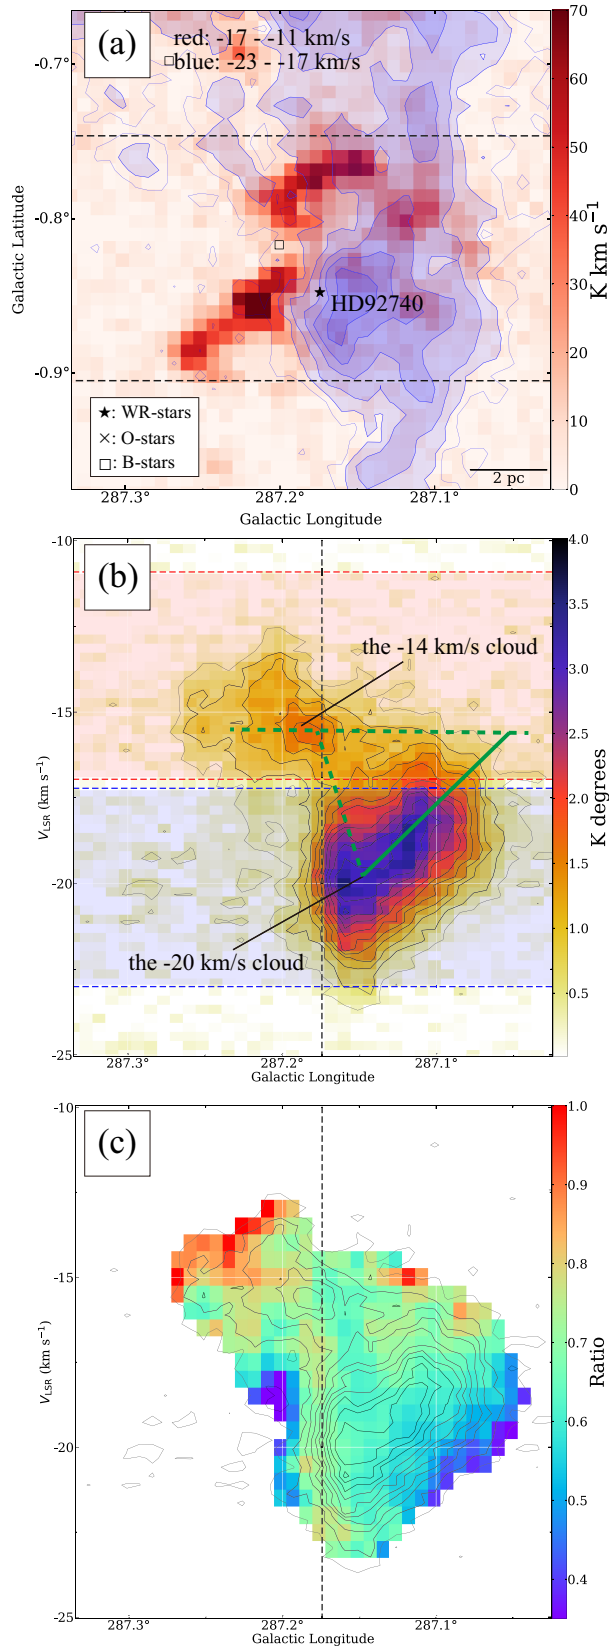 (a)
red: -17 - -11 km/s
blue: -23 - -17 km/s
HD92740
★: WR-stars
×: O-stars
□: B-stars
2 pc
-0.7°
-0.8°
-0.9°
Galactic Latitude
287.3°
287.2°
287.1°
Galactic Longitude
70
60
50
40
30
20
10
0
K km s⁻¹
(b)
the -14 km/s cloud
the -20 km/s cloud
-10
-15
-20
-25
V_LSR (km s⁻¹)
287.3°
287.2°
287.1°
Galactic Longitude
4.0
3.5
3.0
2.5
2.0
1.5
1.0
0.5
K degrees
(c)
-10
-15
-20
-25
V_LSR (km s⁻¹)
287.3°
287.2°
287.1°
Galactic Longitude
1.0
0.9
0.8
0.7
0.6
0.5
0.4
Ratio